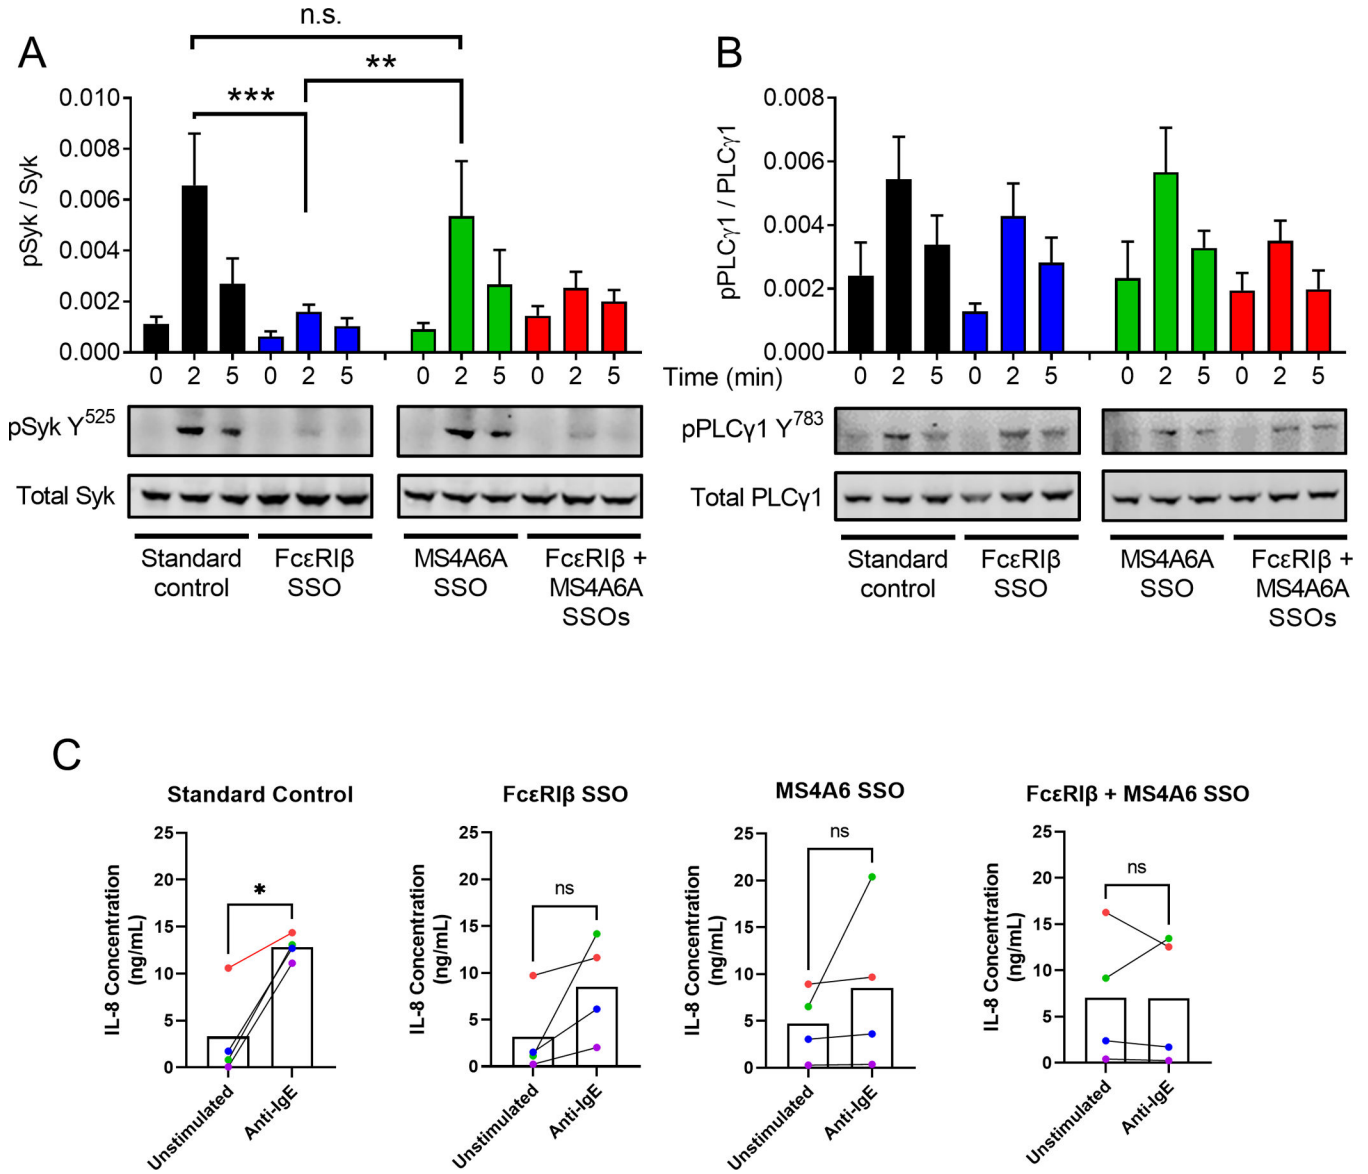 A
n.s.
**
***
pSyk / Syk
0.010
0.008
0.006
0.004
0.002
0.000
0 2 5 0 2 5 0 2 5 0 2 5
pSyk Y525
Total Syk
Standard control
FcεRIβ SSO
MS4A6A SSO
FcεRIβ + MS4A6A SSOs
B
pPLCγ1 / PLCγ1
0.008
0.006
0.004
0.002
0.000
Time (min)
0 2 5 0 2 5 0 2 5 0 2 5
pPLCγ1 Y783
Total PLCγ1
Standard control
FcεRIβ SSO
MS4A6A SSO
FcεRIβ + MS4A6A SSOs
C
Standard Control
IL-8 Concentration
(ng/mL)
25
20
15
10
5
0
*
Unstimulated
Anti-IgE
FcεRIβ SSO
IL-8 Concentration
(ng/mL)
25
20
15
10
5
0
ns
Unstimulated
Anti-IgE
MS4A6 SSO
IL-8 Concentration
(ng/mL)
25
20
15
10
5
0
ns
Unstimulated
Anti-IgE
FcεRIβ + MS4A6 SSO
IL-8 Concentration
(ng/mL)
25
20
15
10
5
0
ns
Unstimulated
Anti-IgE